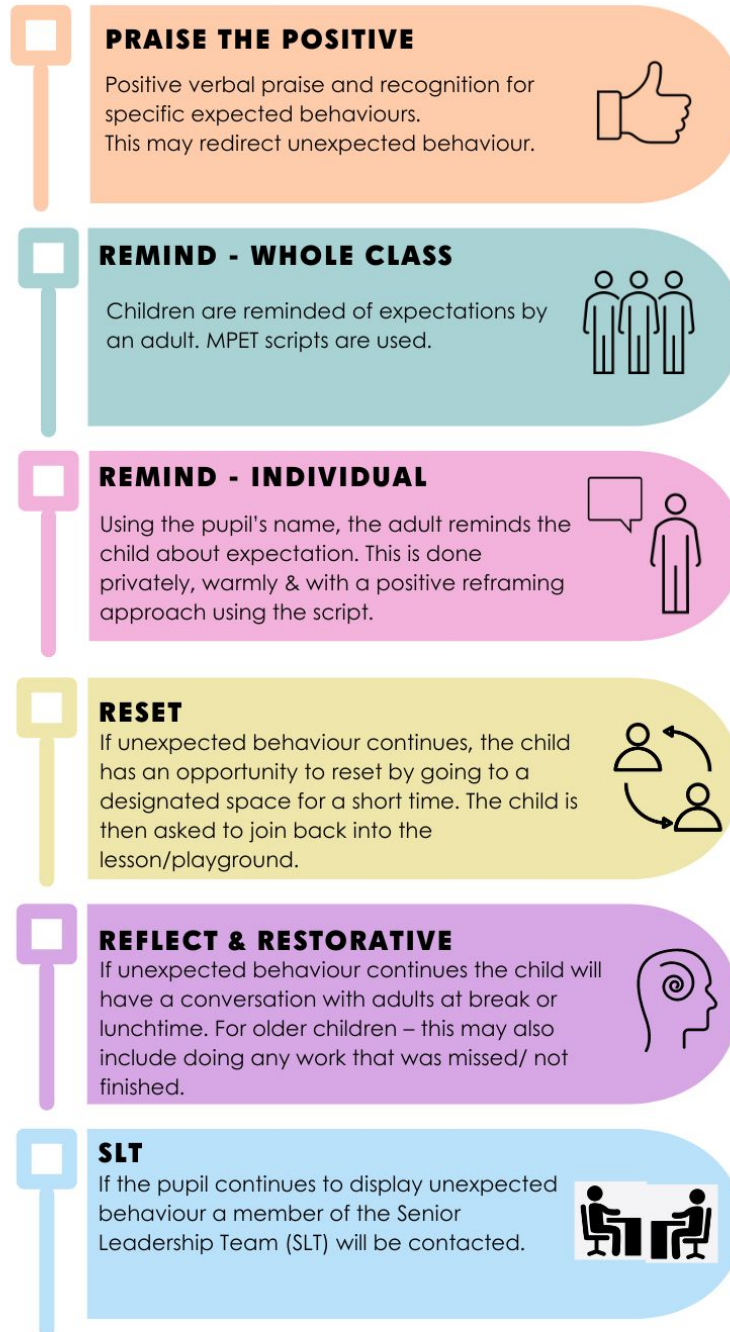 PRAISE THE POSITIVE
Positive verbal praise and recognition for
specific expected behaviours.
This may redirect unexpected behaviour.
REMIND - WHOLE CLASS
Children are reminded of expectations by
an adult. MPET scripts are used.
REMIND - INDIVIDUAL
Using the pupil's name, the adult reminds the
child about expectation. This is done
privately, warmly & with a positive reframing
approach using the script.
RESET
If unexpected behaviour continues, the child
has an opportunity to reset by going to a
designated space for a short time. The child is
then asked to join back into the
lesson/playground.
REFLECT & RESTORATIVE
If unexpected behaviour continues the child will
have a conversation with adults at break or
lunchtime. For older children – this may also
include doing any work that was missed/ not
finished.
SLT
If the pupil continues to display unexpected
behaviour a member of the Senior
Leadership Team (SLT) will be contacted.